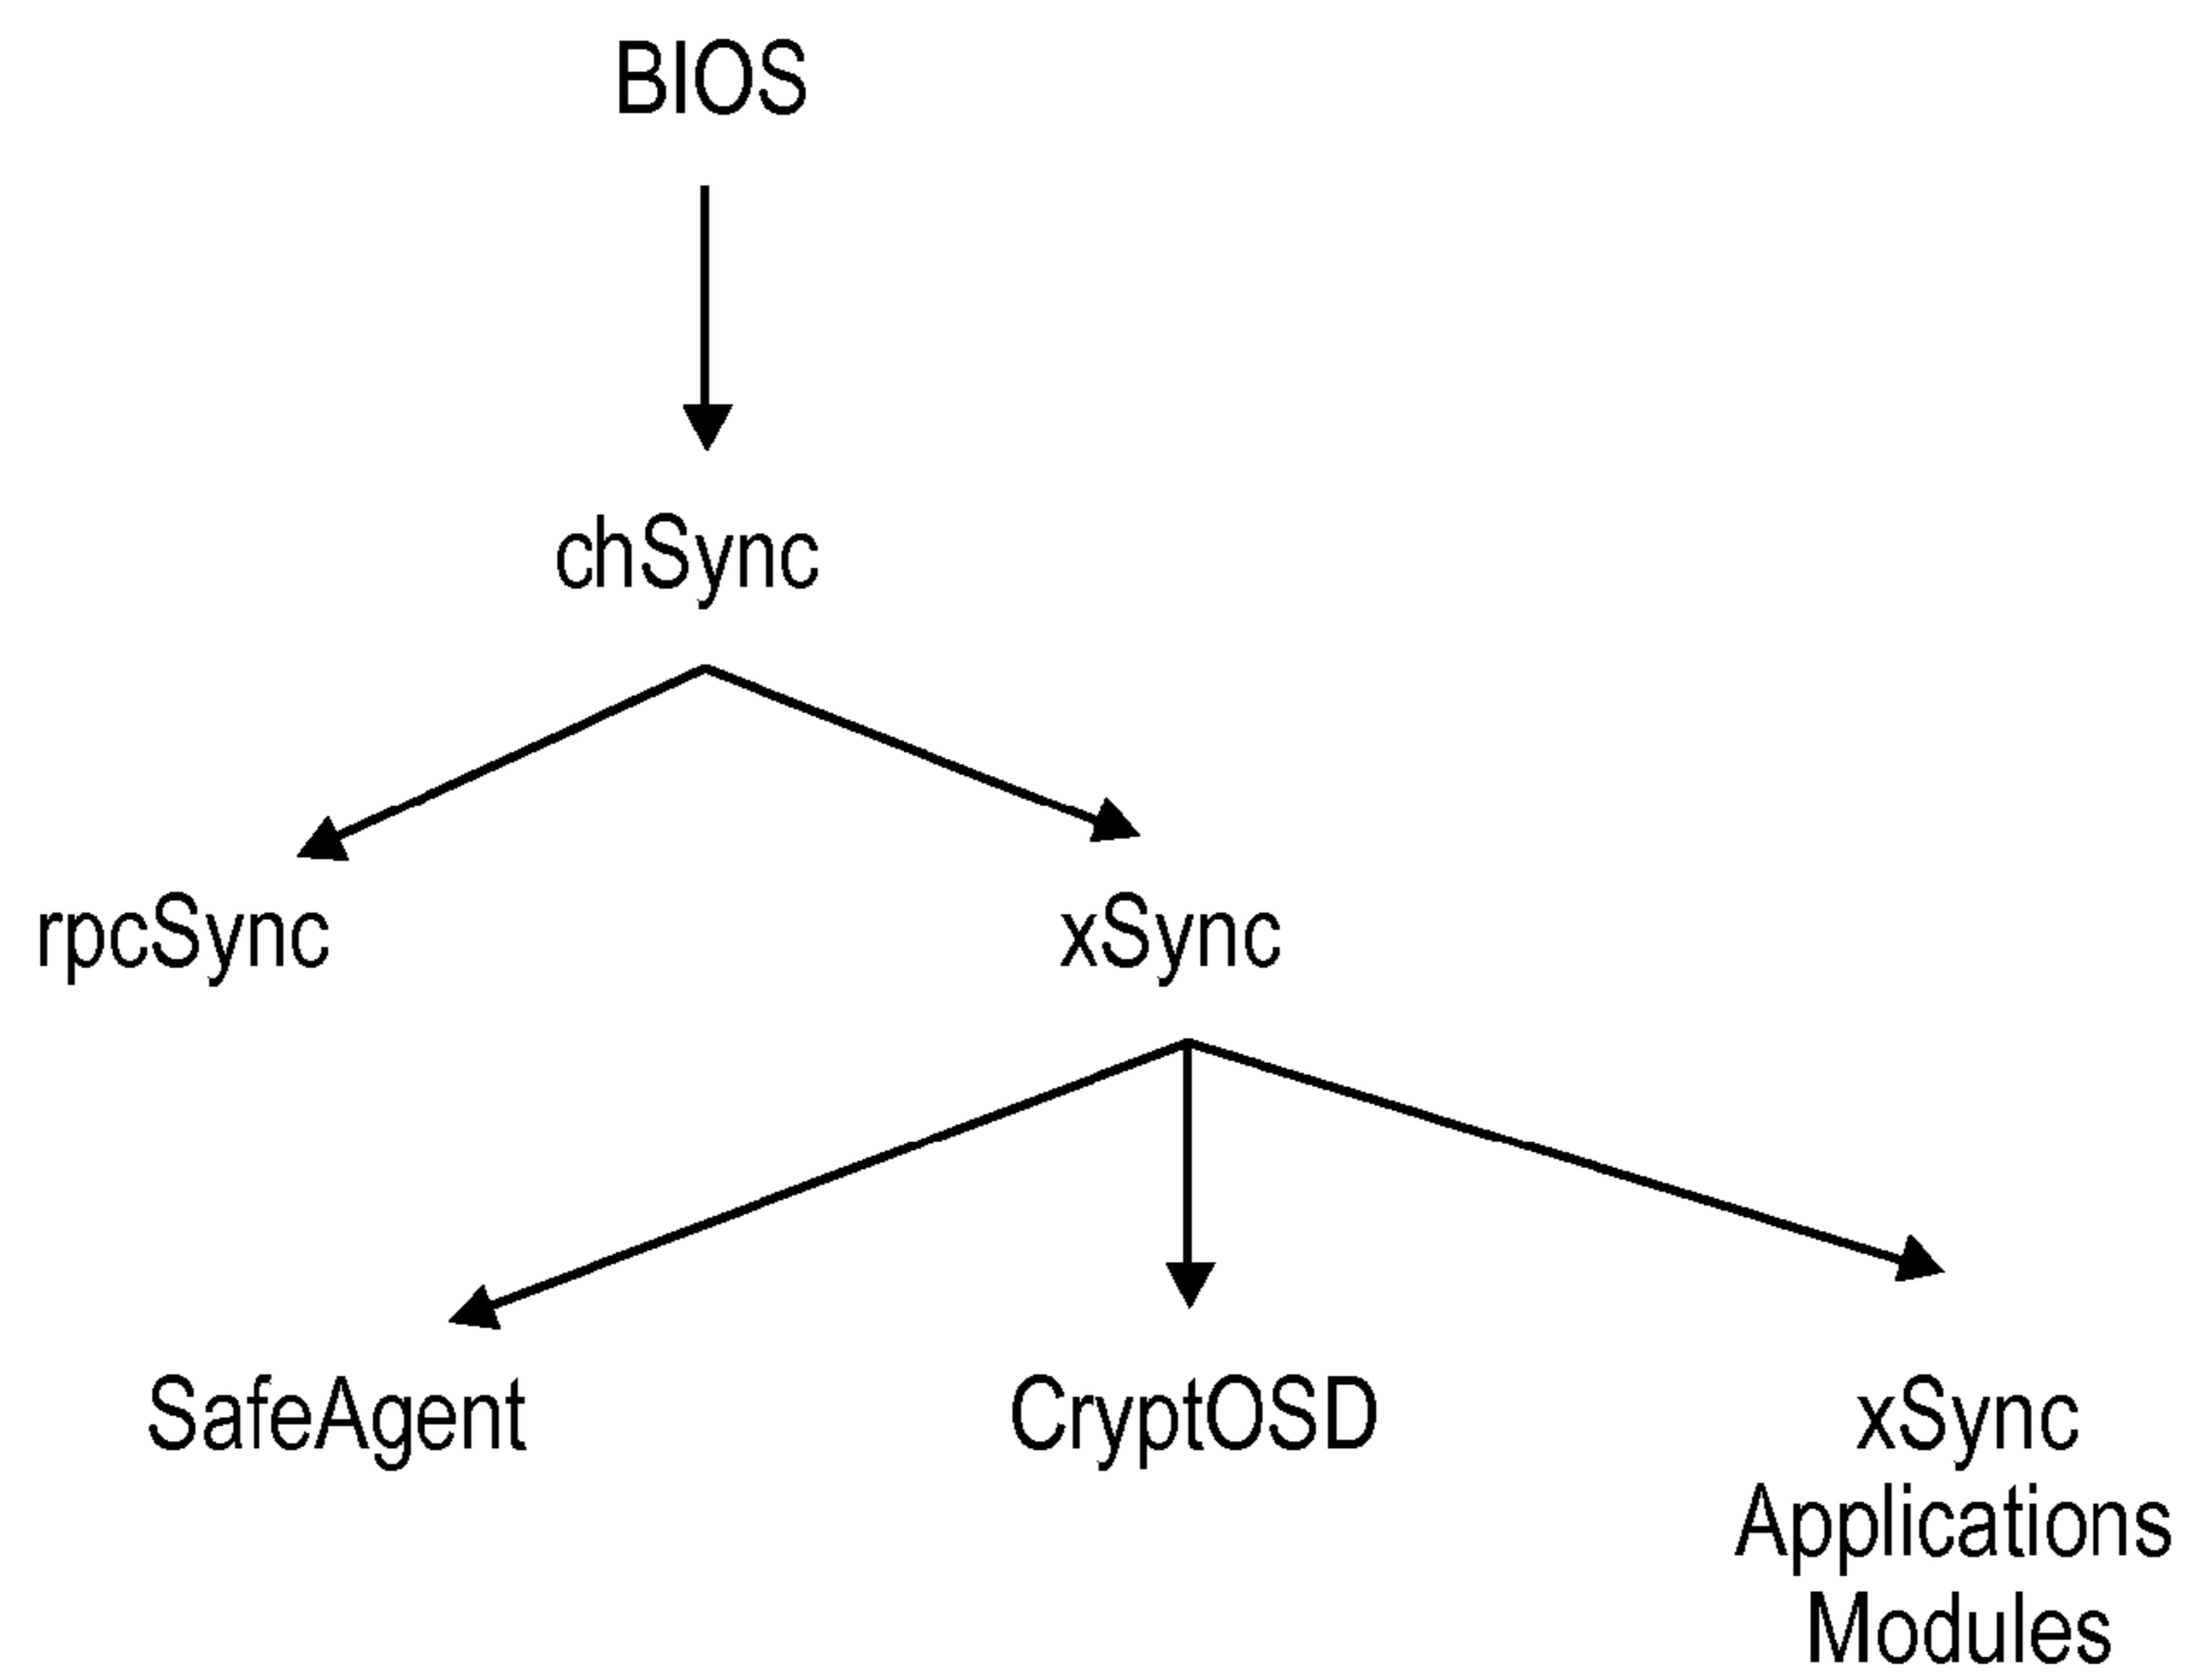 BIOS
chSync
rpcSync
xSync
SafeAgent
CryptOSD
xSync
Applications
Modules